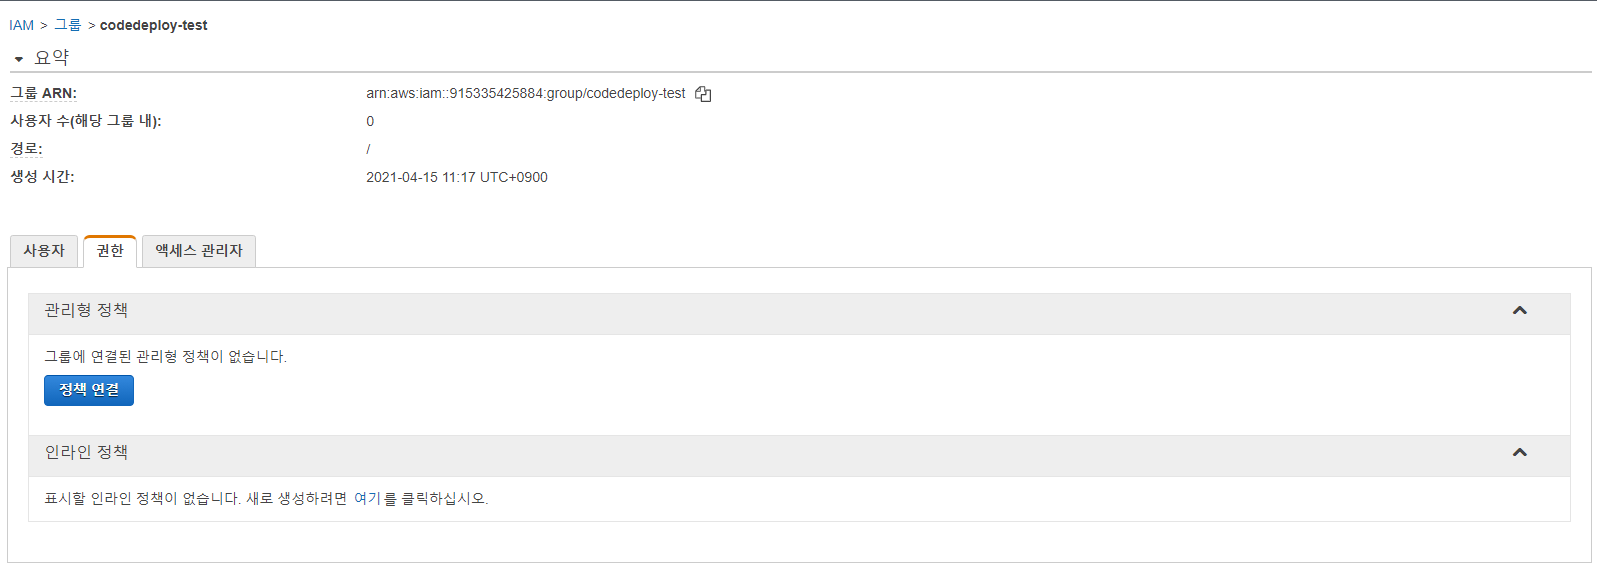 IAM > 그룹 > codedeploy-test
요약
그룹 ARN: arn:aws:iam::915335425884:group/codedeploy-test
사용자 수(해당 그룹 내): 0
경로: /
생성 시간: 2021-04-15 11:17 UTC+0900
사용자 권한 액세스 관리자
관리형 정책
그룹에 연결된 관리형 정책이 없습니다.
정책 연결
인라인 정책
표시할 인라인 정책이 없습니다. 새로 생성하려면 여기를 클릭하십시오.